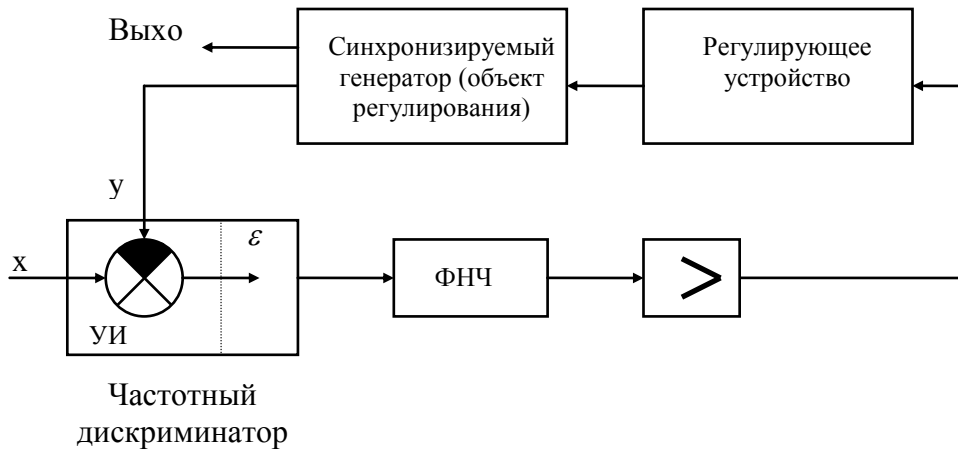 Выхо
Синхронизируемый
генератор (объект
регулирования)
Регулирующее
устройство
y
ε
x
УИ
ФНЧ
>
Частотный
дискриминатор